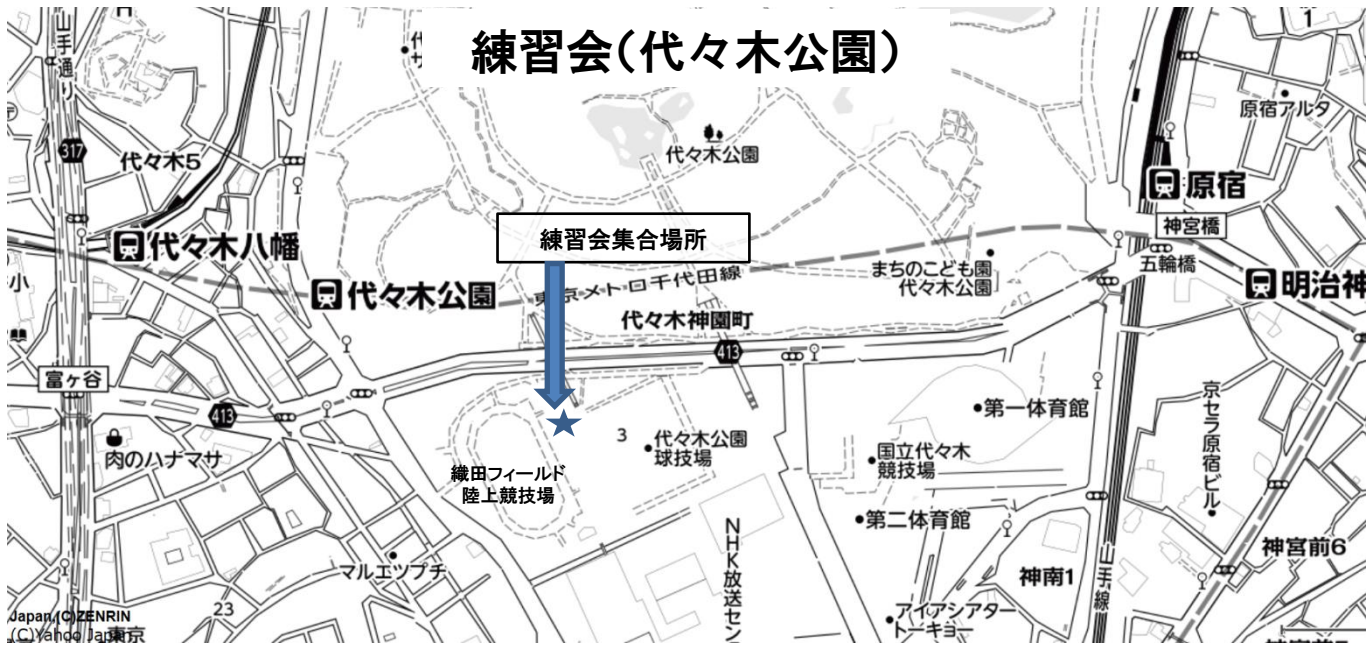 練習会(代々木公園)
山手通り
代
サ
1
原宿アルタ
317
代々木5
代々木公園
原宿
神宮橋
練習会集合場所
代々木八幡
五輪橋
まちのこども園
代々木公園
小
代々木公園
東京メトロ千代田線
明治神
代々木神園町
413
富ヶ谷
413
第一体育館
3
代々木公園
球技場
国立代々木
競技場
京セラ原宿ビル
肉のハナマサ
織田フィールド
陸上競技場
第二体育館
NHK放送セン
神宮前6
マルエツプチ
神南1
山手線
23
アイアシアター
トーキョー
Japan,(C)ZENRIN
(C)Yahoo Japan
東京